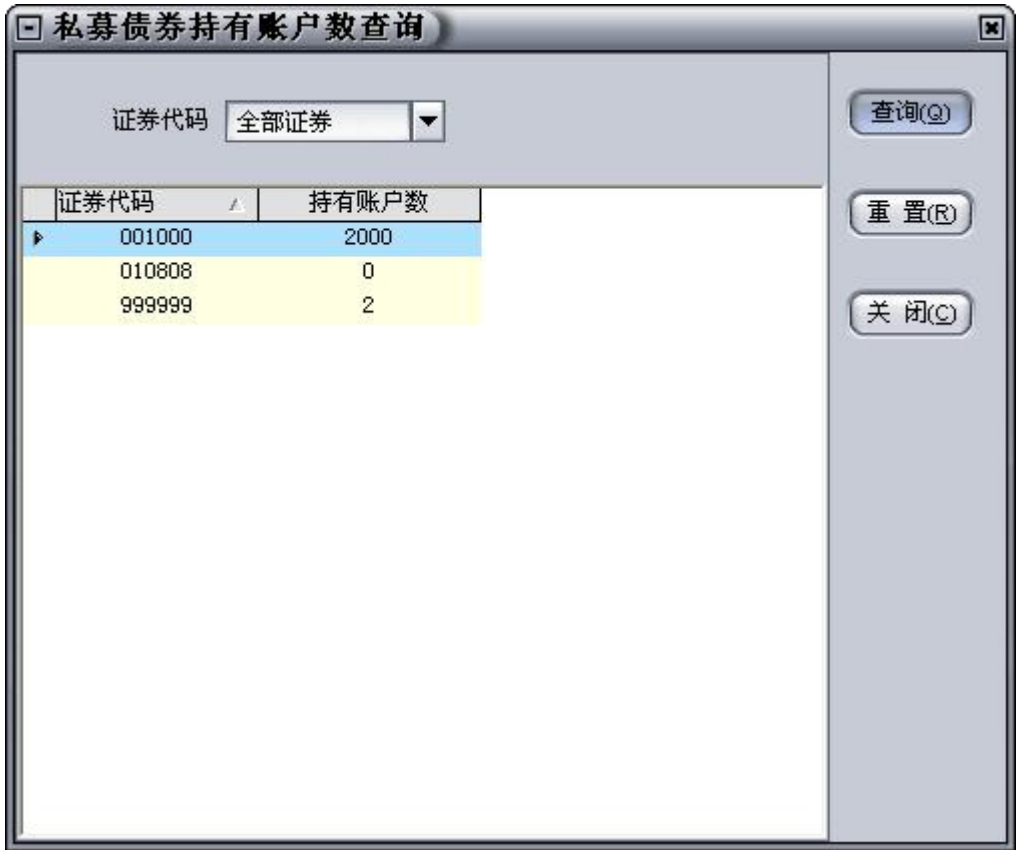 私募债券持有账户数查询
证券代码 全部证券
查询(Q)
证券代码 持有账户数
重 置(R)
001000 2000
010808 0
999999 2
关 闭(C)